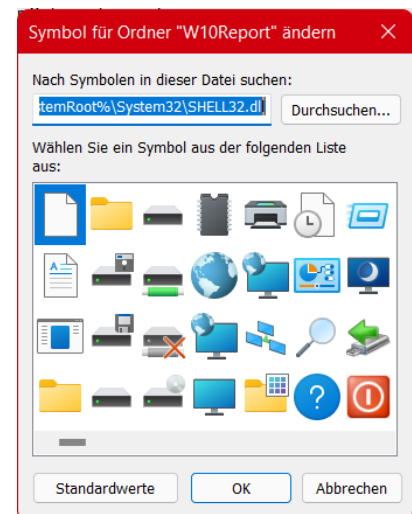 Symbol für Ordner "W10Report" ändern
Nach Symbolen in dieser Datei suchen:
stemRoot%\System32\SHELL32.dl
Durchsuchen...
Wählen Sie ein Symbol aus der folgenden Liste
aus:
Standardwerte
OK
Abbrechen